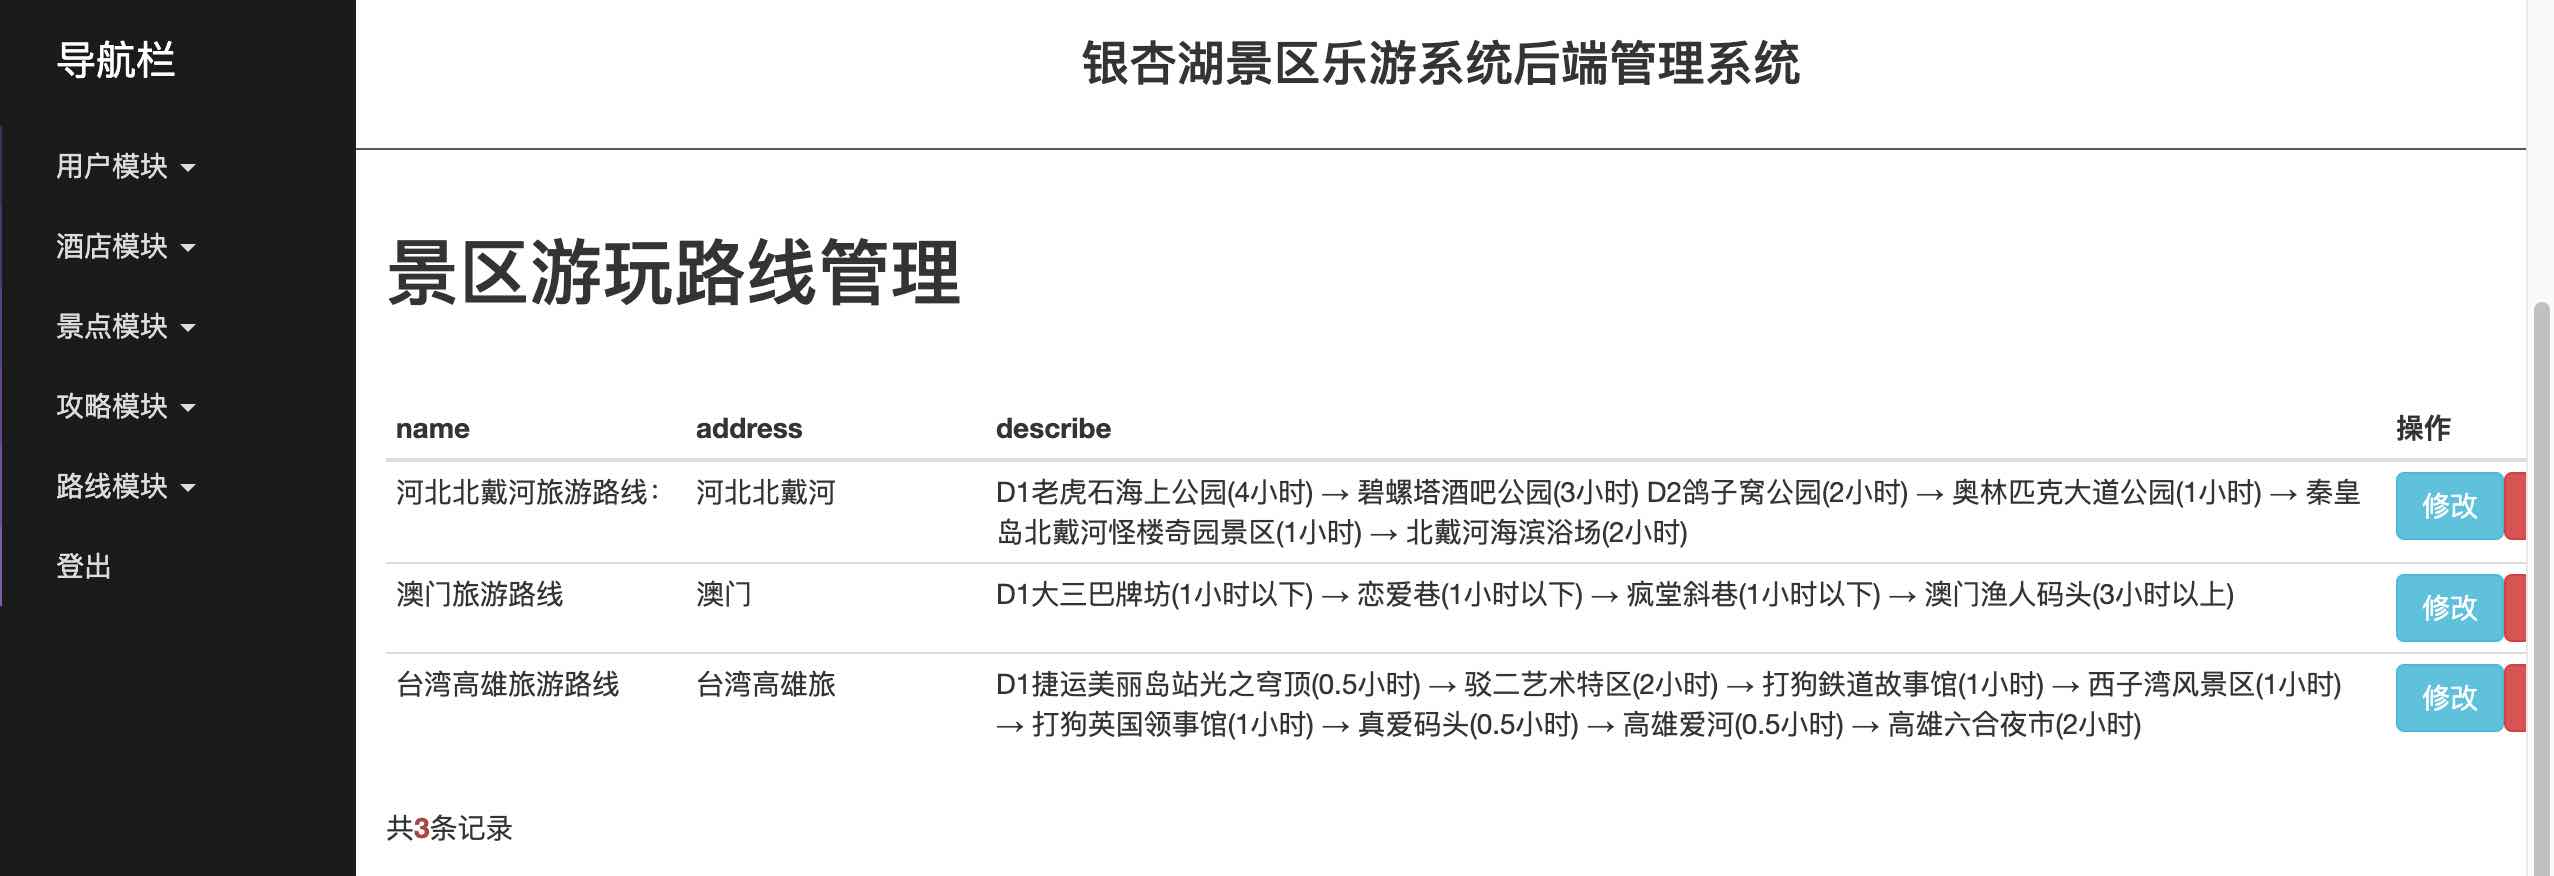 导航栏
用户模块
酒店模块
景点模块
攻略模块
路线模块
登出
银杏湖景区乐游系统后端管理系统
景区游玩路线管理
name address describe 操作
河北北戴河旅游路线： 河北北戴河 D1老虎石海上公园(4小时) → 碧螺塔酒吧公园(3小时) D2鸽子窝公园(2小时) → 奥林匹克大道公园(1小时) → 秦皇 修改
岛北戴河怪楼奇园景区(1小时) → 北戴河海滨浴场(2小时)
澳门旅游路线 澳门 D1大三巴牌坊(1小时以下) → 恋爱巷(1小时以下) → 疯堂斜巷(1小时以下) → 澳门渔人码头(3小时以上) 修改
台湾高雄旅游路线 台湾高雄旅 D1捷运美丽岛站光之穹顶(0.5小时) → 驳二艺术特区(2小时) → 打狗鉄道故事馆(1小时) → 西子湾风景区(1小时) 修改
→ 打狗英国领事馆(1小时) → 真爱码头(0.5小时) → 高雄爱河(0.5小时) → 高雄六合夜市(2小时)
共3条记录